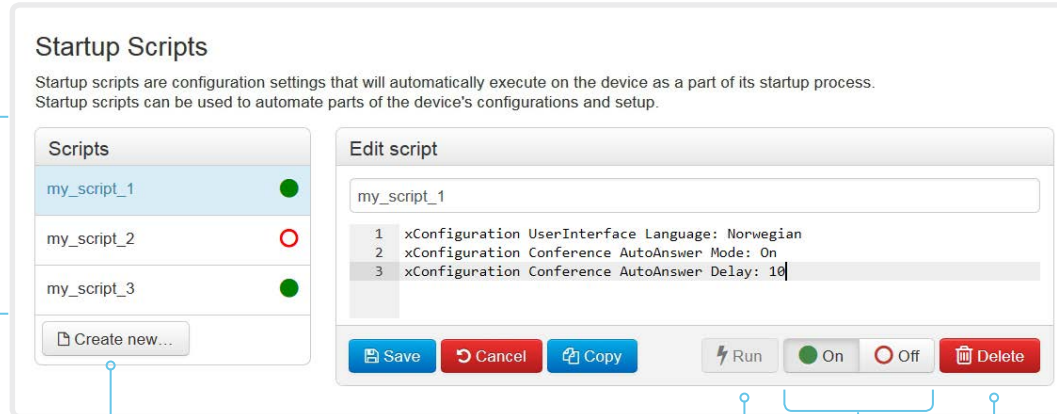 Startup Scripts
Startup scripts are configuration settings that will automatically execute on the device as a part of its startup process.
Startup scripts can be used to automate parts of the device's configurations and setup.
Scripts
my_script_1
my_script_2
my_script_3
Create new...
Edit script
my_script_1
1 xConfiguration UserInterface Language: Norwegian
2 xConfiguration Conference AutoAnswer Mode: On
3 xConfiguration Conference AutoAnswer Delay: 10
Save Cancel Copy Run On Off Delete